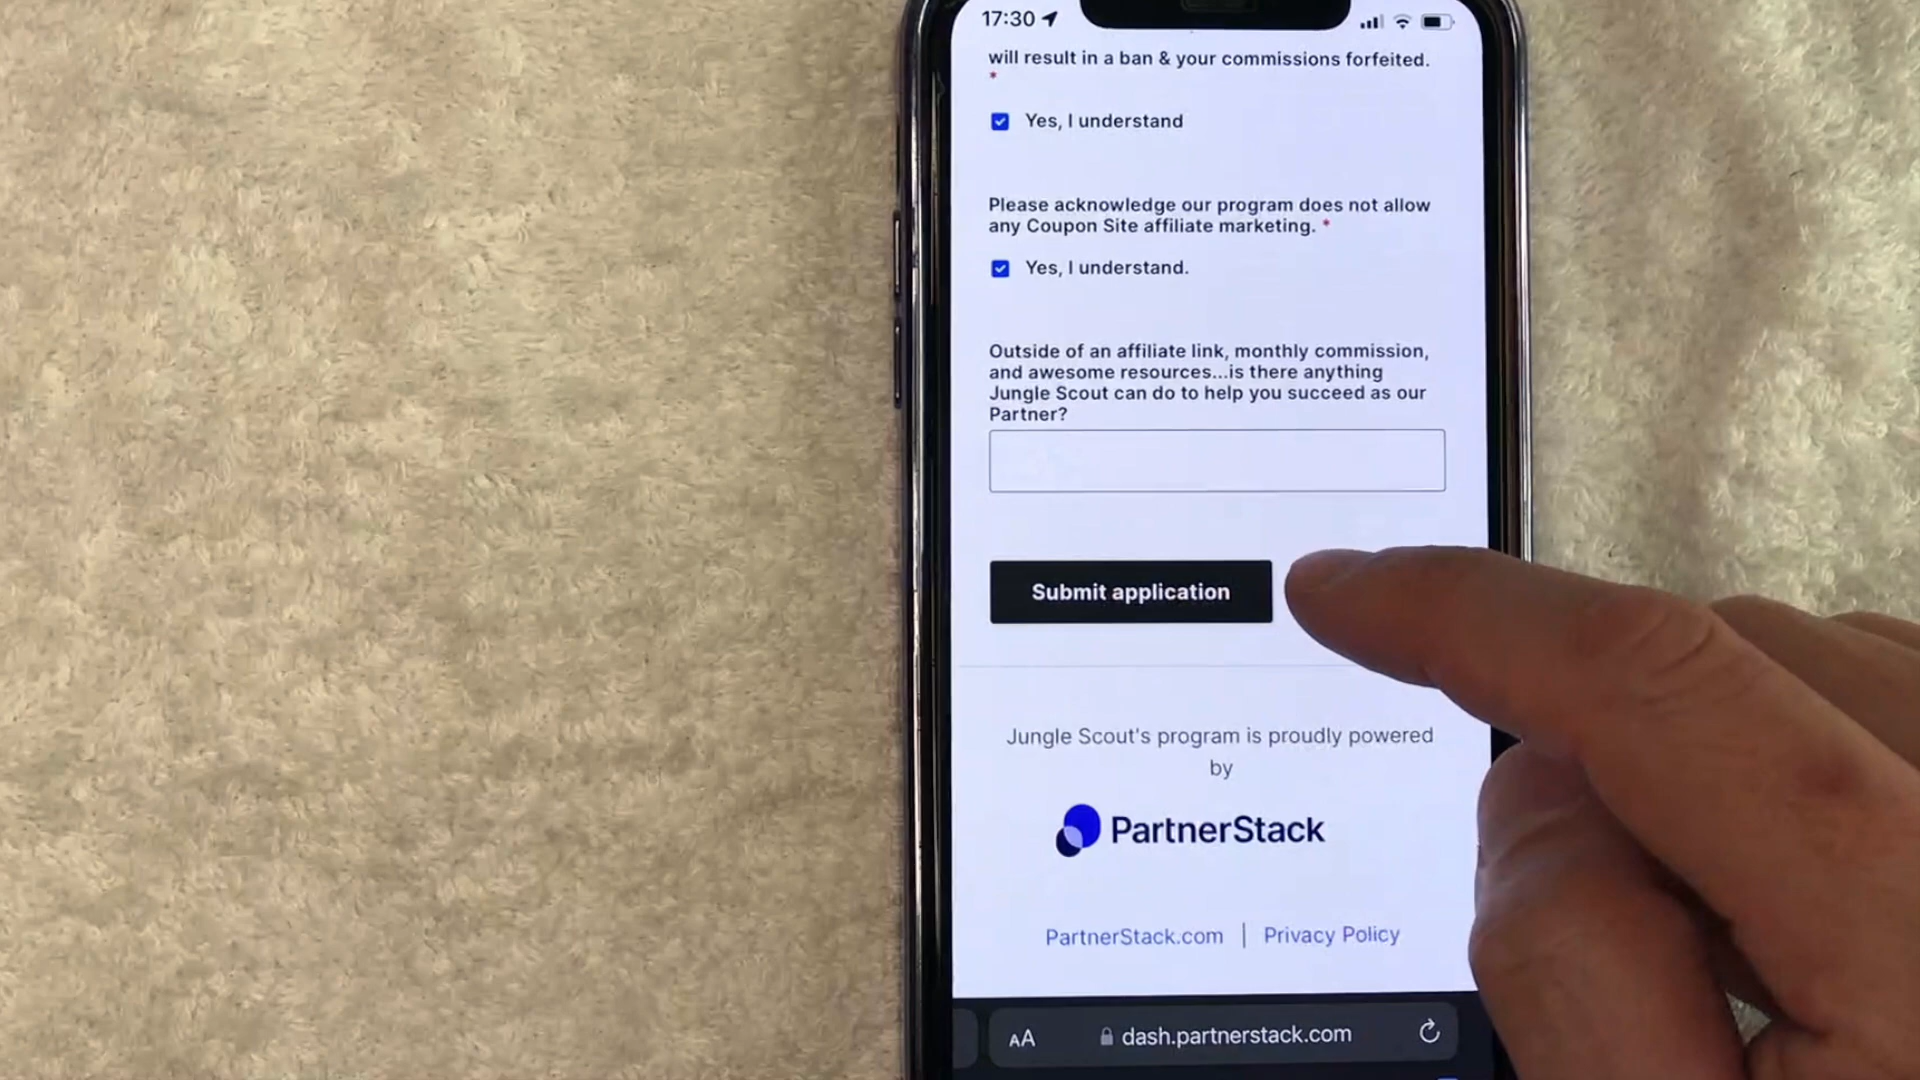 17:30
will result in a ban & your commissions forfeited.
*
Yes, I understand
Please acknowledge our program does not allow
any Coupon Site affiliate marketing. *
Yes, I understand.
Outside of an affiliate link, monthly commission,
and awesome resources...is there anything
Jungle Scout can do to help you succeed as our
Partner?
Submit application
Jungle Scout's program is proudly powered
by
PartnerStack
PartnerStack.com | Privacy Policy
AA dash.partnerstack.com